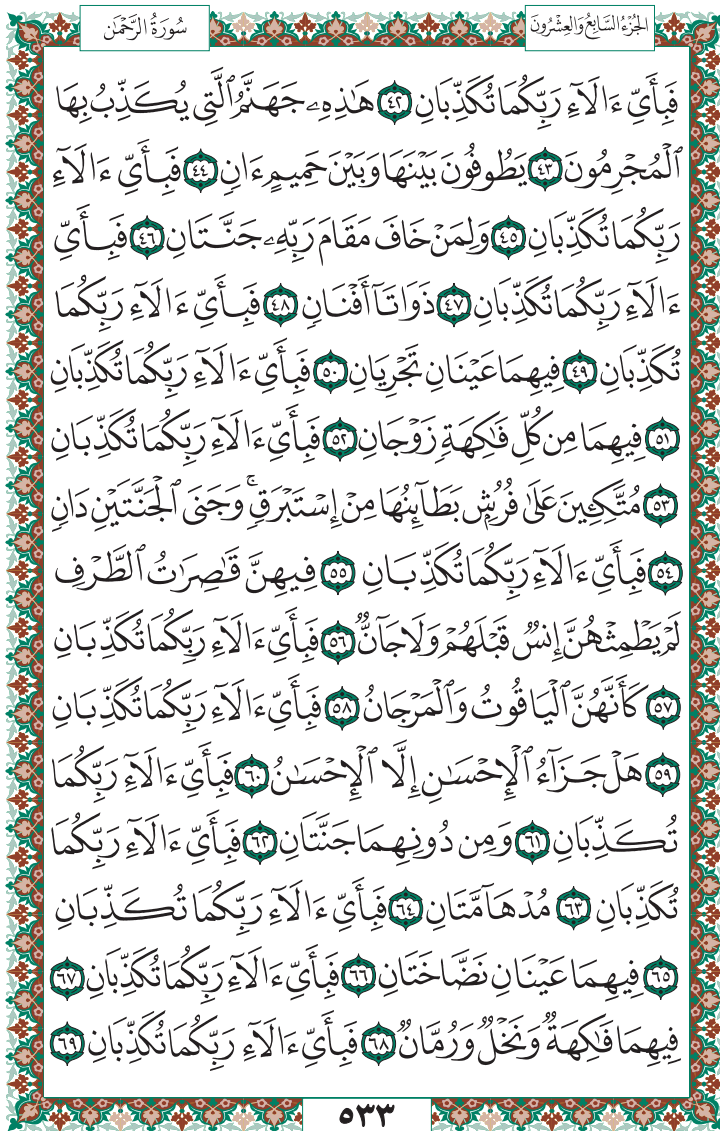 الجُزْءُ السَّابِعُ وَالعِشْرُونَ
سُورَةُ الرَّحْمَٰن
فَبِأَيِّ ءَالَآءِ رَبِّكُمَا تُكَذِّبَانِ ٤٢ هَٰذِهِۦ جَهَنَّمُ ٱلَّتِي يُكَذِّبُ بِهَا
ٱلْمُجْرِمُونَ ٤٣ يَطُوفُونَ بَيْنَهَا وَبَيْنَ حَمِيمٍ ءَانٍ ٤٤ فَبِأَيِّ ءَالَآءِ
رَبِّكُمَا تُكَذِّبَانِ ٤٥ وَلِمَنْ خَافَ مَقَامَ رَبِّهِۦ جَنَّتَانِ ٤٦ فَبِأَيِّ
ءَالَآءِ رَبِّكُمَا تُكَذِّبَانِ ٤٧ ذَوَاتَآ أَفْنَانٍ ٤٨ فَبِأَيِّ ءَالَآءِ رَبِّكُمَا
تُكَذِّبَانِ ٤٩ فِيهِمَا عَيْنَانِ تَجْرِيَانِ ٥٠ فَبِأَيِّ ءَالَآءِ رَبِّكُمَا تُكَذِّبَانِ
٥١ فِيهِمَا مِن كُلِّ فَٰكِهَةٍ زَوْجَانِ ٥٢ فَبِأَيِّ ءَالَآءِ رَبِّكُمَا تُكَذِّبَانِ
٥٣ مُتَّكِـِٔينَ عَلَىٰ فُرُشٍۭ بَطَآئِنُهَا مِنْ إِسْتَبْرَقٍ ۚ وَجَنَى ٱلْجَنَّتَيْنِ دَانٍ
٥٤ فَبِأَيِّ ءَالَآءِ رَبِّكُمَا تُكَذِّبَانِ ٥٥ فِيهِنَّ قَٰصِرَٰتُ ٱلطَّرْفِ
لَمْ يَطْمِثْهُنَّ إِنسٌ قَبْلَهُمْ وَلَا جَآنٌّ ٥٦ فَبِأَيِّ ءَالَآءِ رَبِّكُمَا تُكَذِّبَانِ
٥٧ كَأَنَّهُنَّ ٱلْيَاقُوتُ وَٱلْمَرْجَانُ ٥٨ فَبِأَيِّ ءَالَآءِ رَبِّكُمَا تُكَذِّبَانِ
٥٩ هَلْ جَزَآءُ ٱلْإِحْسَٰنِ إِلَّا ٱلْإِحْسَٰنُ ٦٠ فَبِأَيِّ ءَالَآءِ رَبِّكُمَا
تُكَذِّبَانِ ٦١ وَمِن دُونِهِمَا جَنَّتَانِ ٦٢ فَبِأَيِّ ءَالَآءِ رَبِّكُمَا
تُكَذِّبَانِ ٦٣ مُدْهَآمَّتَانِ ٦٤ فَبِأَيِّ ءَالَآءِ رَبِّكُمَا تُكَذِّبَانِ
٦٥ فِيهِمَا عَيْنَانِ نَضَّاخَتَانِ ٦٦ فَبِأَيِّ ءَالَآءِ رَبِّكُمَا تُكَذِّبَانِ ٦٧
فِيهِمَا فَٰكِهَةٌ وَنَخْلٌ وَرُمَّانٌ ٦٨ فَبِأَيِّ ءَالَآءِ رَبِّكُمَا تُكَذِّبَانِ ٦٩
٥٣٣